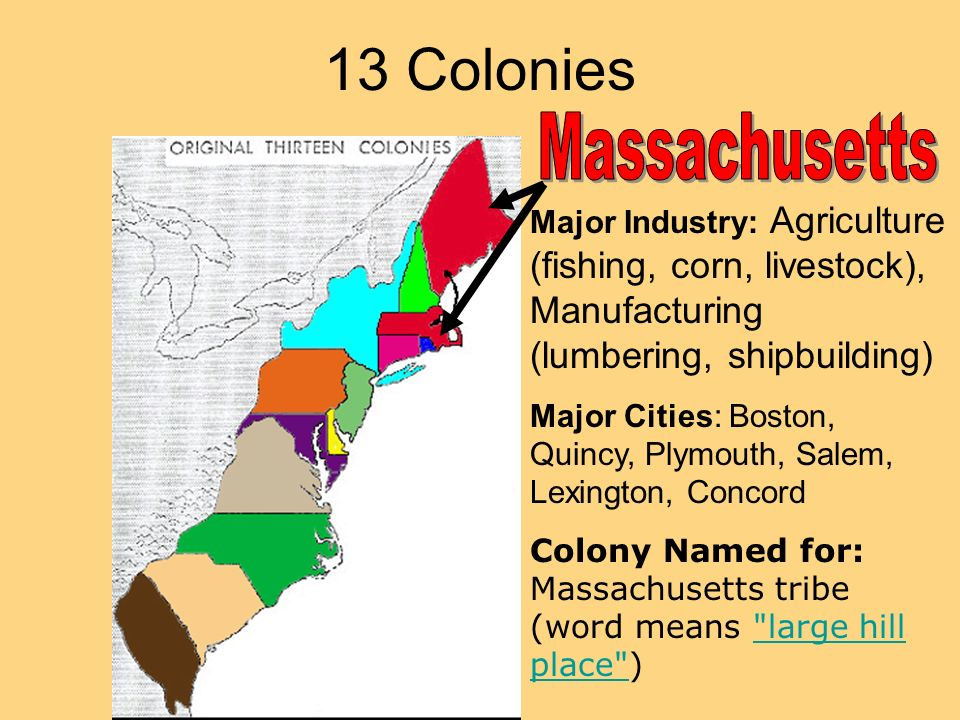 13 Colonies
Massachusetts
ORIGINAL THIRTEEN COLONIES
Major Industry: Agriculture
(fishing, corn, livestock),
Manufacturing
(lumbering, shipbuilding)
Major Cities: Boston,
Quincy, Plymouth, Salem,
Lexington, Concord
Colony Named for:
Massachusetts tribe
(word means "large hill
place")